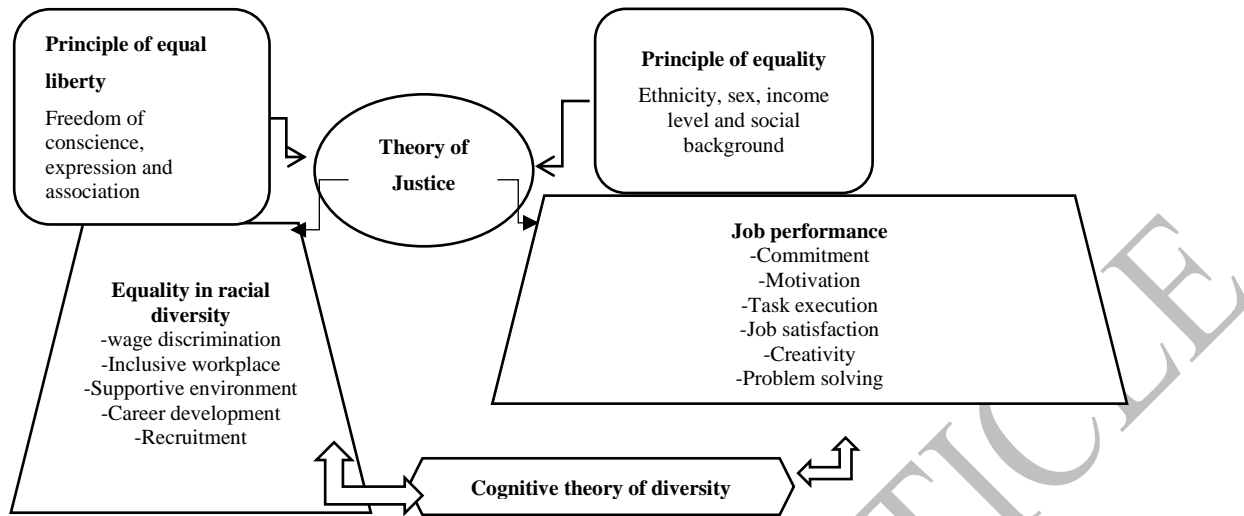 Principle of equal
liberty
Freedom of
conscience,
expression and
association
Theory of
Justice
Principle of equality
Ethnicity, sex, income
level and social
background
Equality in racial
diversity
-wage discrimination
-Inclusive workplace
-Supportive environment
-Career development
-Recruitment
Job performance
-Commitment
-Motivation
-Task execution
-Job satisfaction
-Creativity
-Problem solving
Cognitive theory of diversity
TICLE